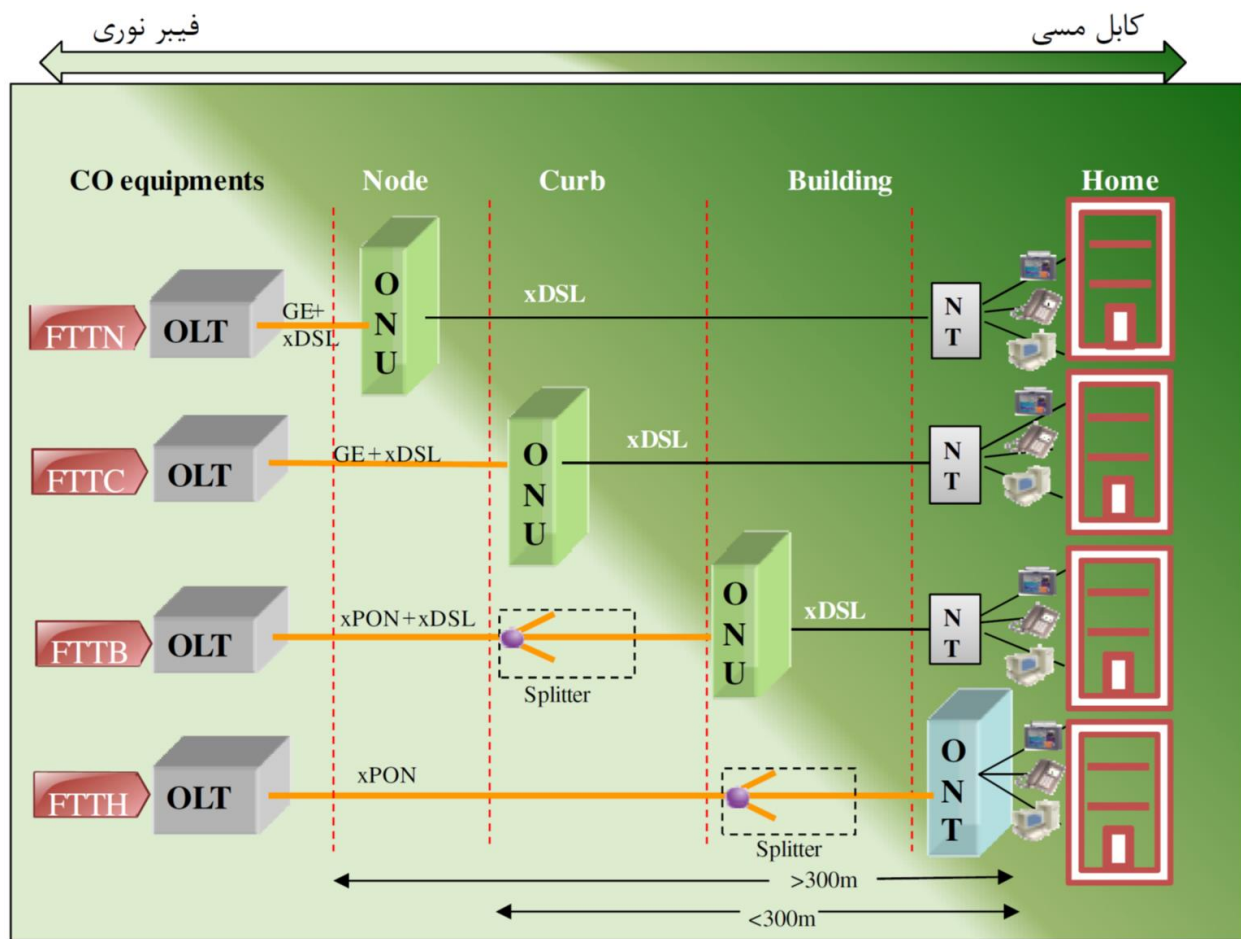 فیبر نوری
کابل مسی
CO equipments
Node
Curb
Building
Home
FTTN
OLT
GE+
xDSL
O
N
U
xDSL
N
T
FTTC
OLT
GE+xDSL
O
N
U
xDSL
N
T
FTTB
OLT
xPON+xDSL
Splitter
O
N
U
xDSL
N
T
FTTH
OLT
xPON
Splitter
O
N
T
>300m
<300m